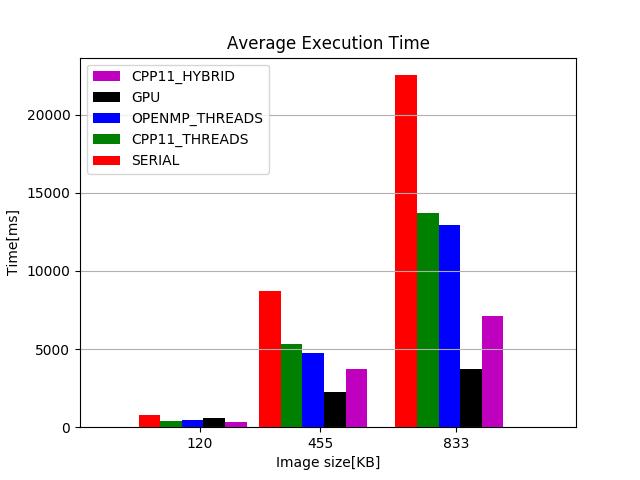 Average Execution Time
CPP11_HYBRID
GPU
OPENMP_THREADS
CPP11_THREADS
SERIAL
20000
15000
10000
5000
0
Time[ms]
120 455 833
Image size[KB]